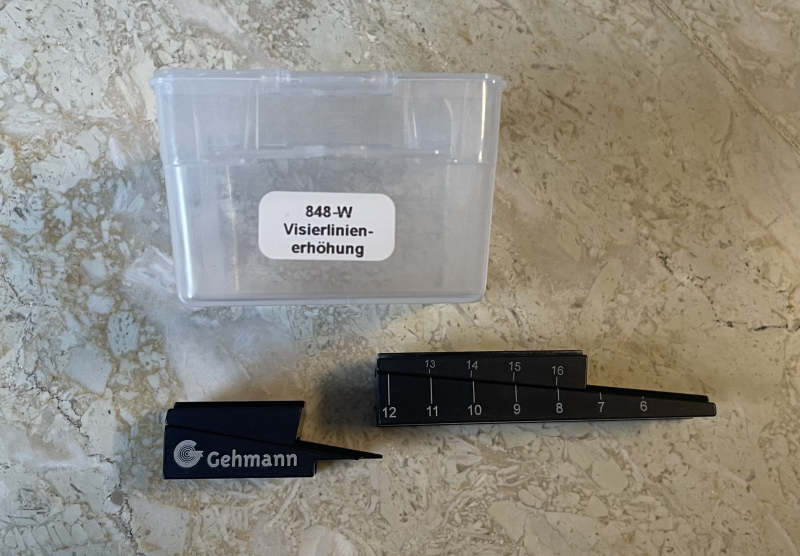 848-W
Visierlinien-
erhöhung
13 14 15 16
12 11 10 9 8 7 6
Gehmann